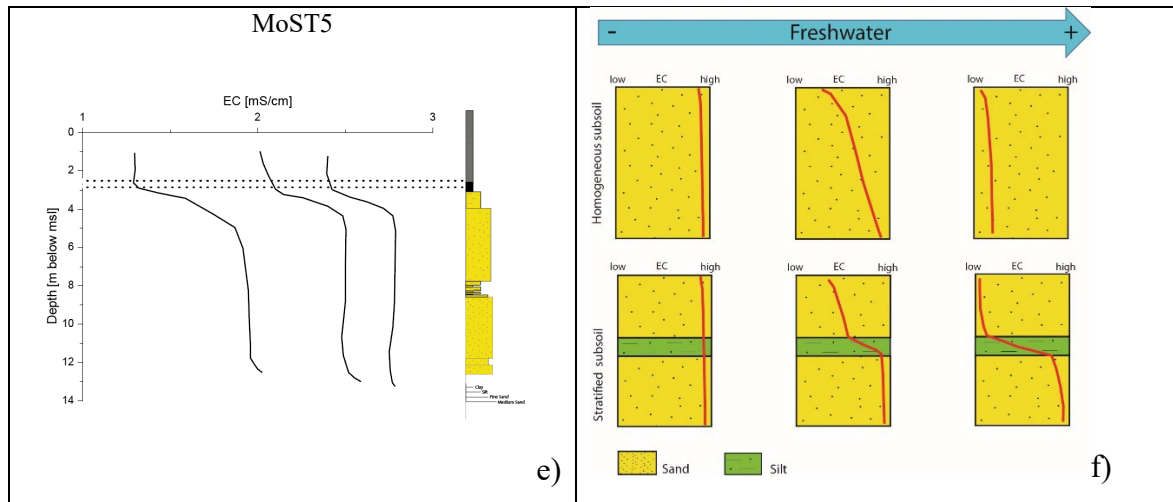 MoST5
EC [mS/cm]
1 2 3
0
2
4
6
8
10
12
14
Depth [m below msl]
Clay
Silt
Fine Sand
Medium Sand
e)
- Freshwater +
low EC high low EC high low EC high
Homogeneous subsoil
low EC high low EC high low EC high
Stratified subsoil
Sand Silt
f)